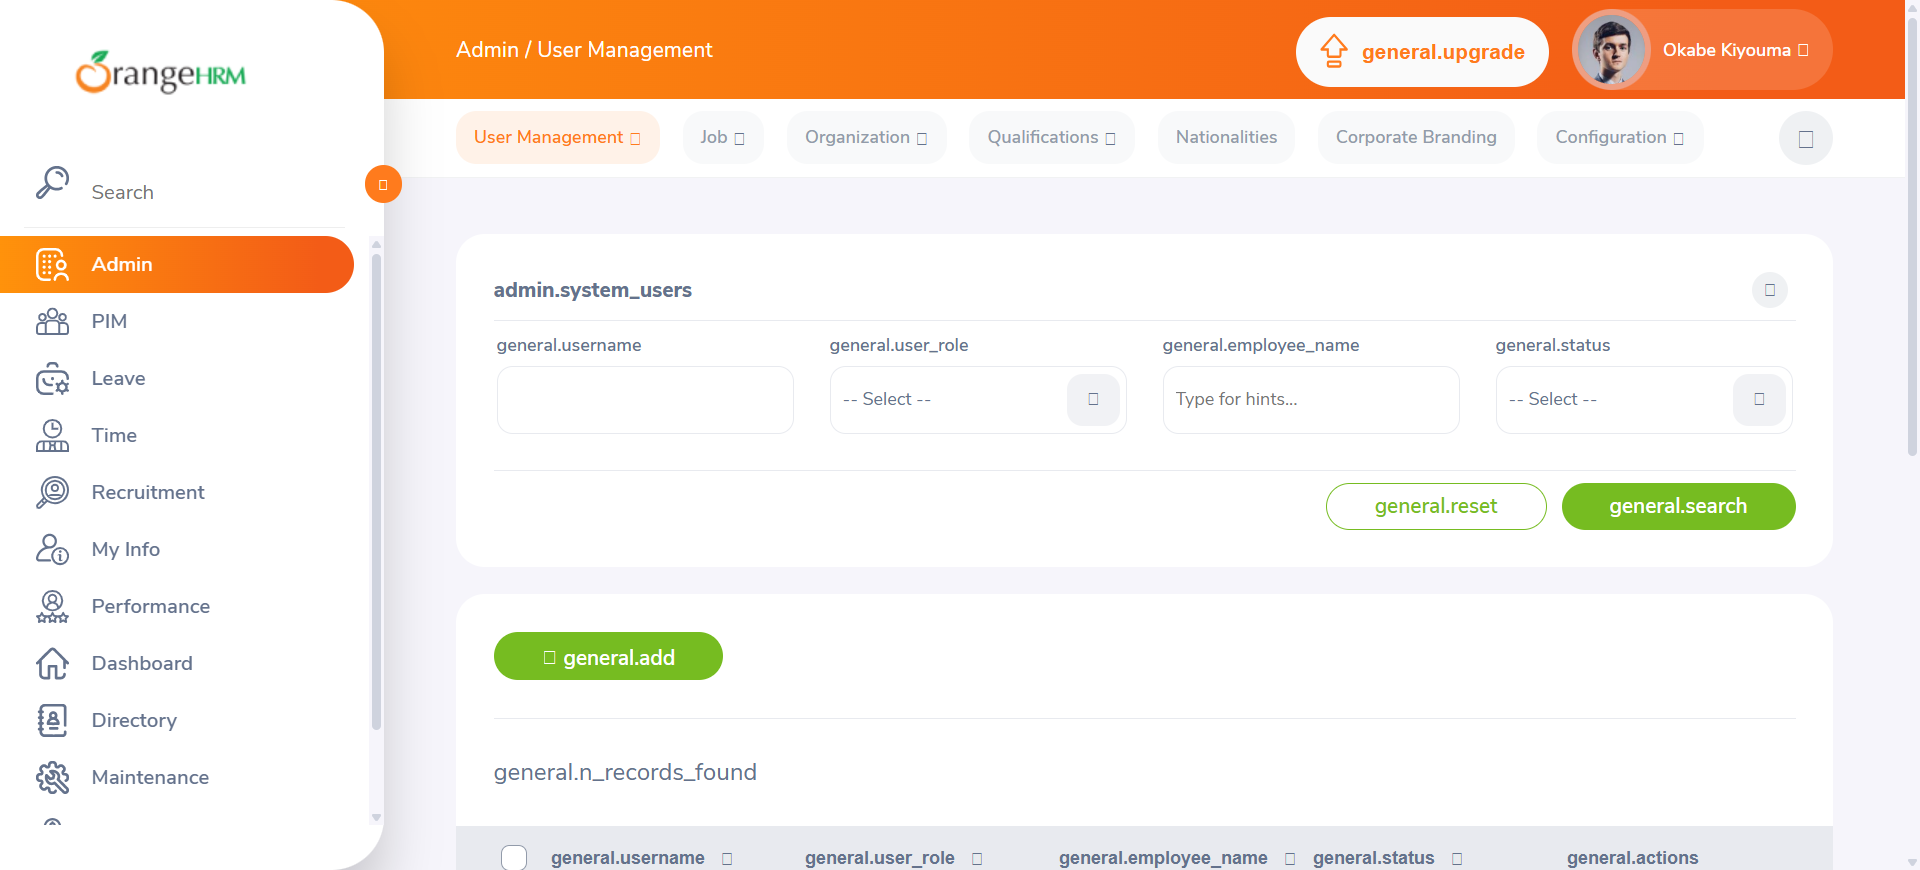 OrangeHRM
Admin / User Management
general.upgrade
Okabe Kiyouma
User Management
Job
Organization
Qualifications
Nationalities
Corporate Branding
Configuration
Search
Admin
PIM
Leave
Time
Recruitment
My Info
Performance
Dashboard
Directory
Maintenance
admin.system_users
general.username
general.user_role
general.employee_name
general.status
-- Select --
Type for hints...
-- Select --
general.reset
general.search
general.add
general.n_records_found
general.username
general.user_role
general.employee_name
general.status
general.actions